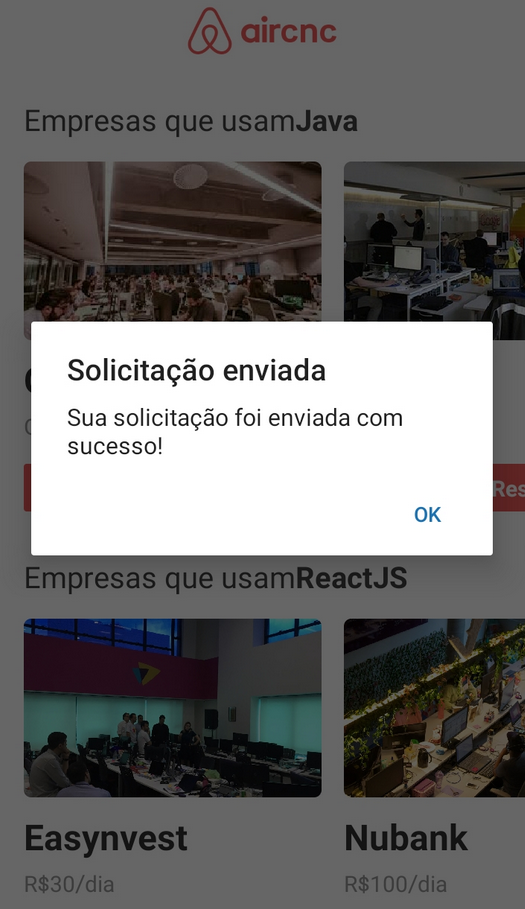 aircnc
Empresas que usamJava
Solicitação enviada
Sua solicitação foi enviada com
sucesso!
Res
OK
Empresas que usamReactJS
Easynvest
Nubank
R$30/dia
R$100/dia